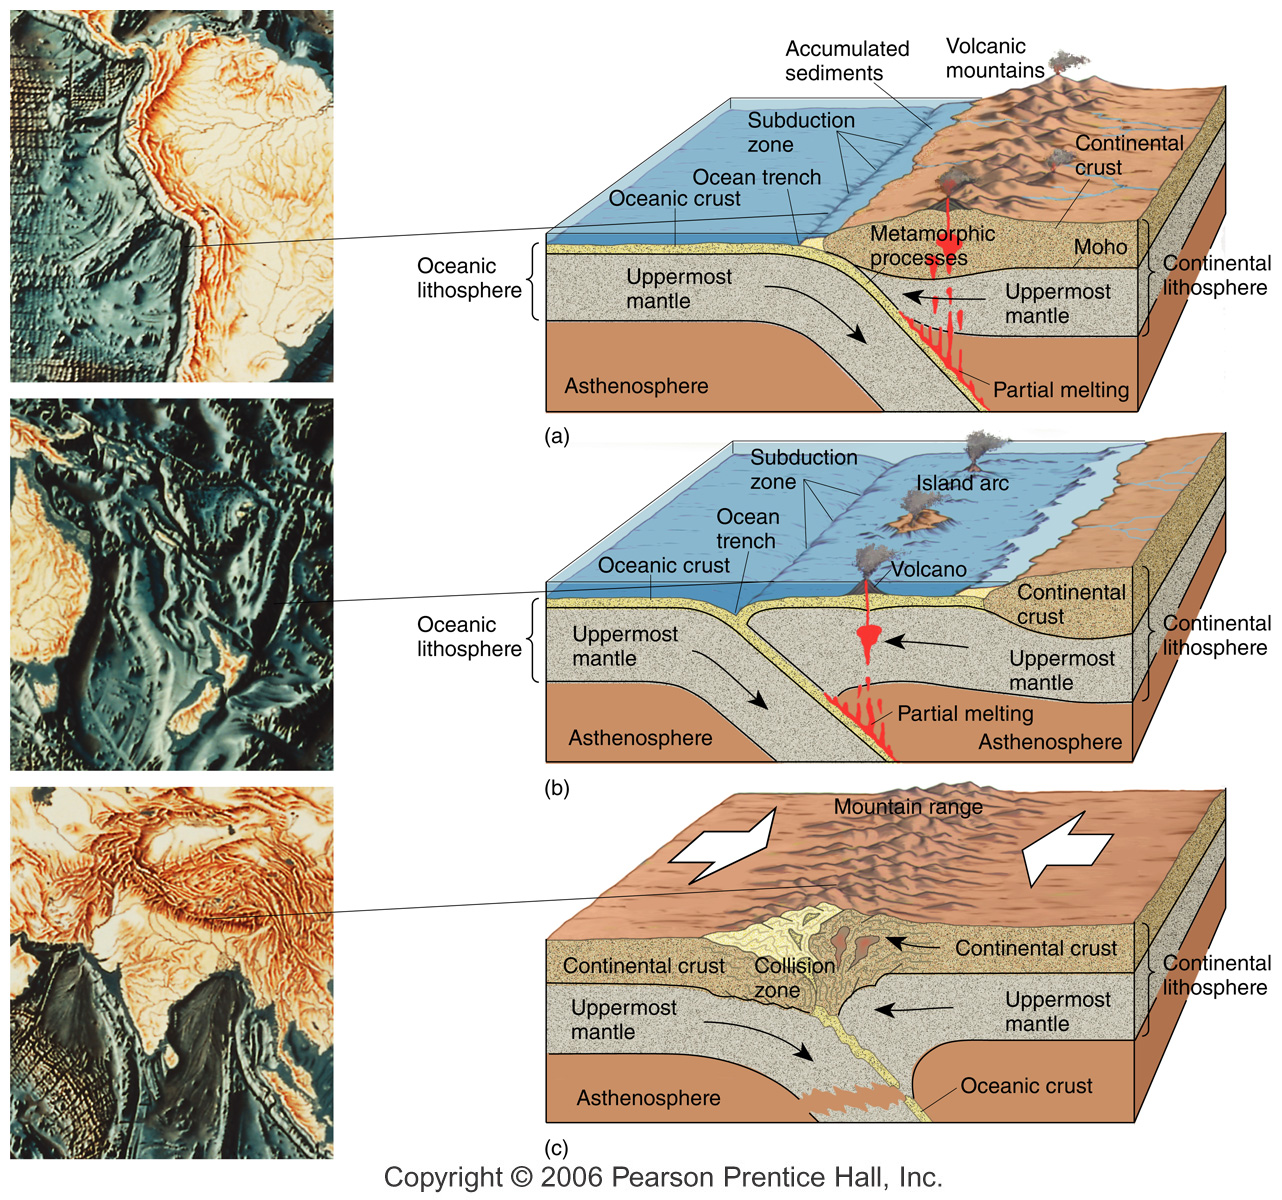 Accumulated
sediments
Volcanic
mountains
Subduction
zone
Continental
crust
Ocean trench
Oceanic crust
Metamorphic
processes
Moho
Oceanic
lithosphere
Uppermost
mantle
Uppermost
mantle
Continental
lithosphere
Asthenosphere
Partial melting
(a)
Subduction
zone
Island arc
Ocean
trench
Oceanic crust
Volcano
Continental
crust
Oceanic
lithosphere
Uppermost
mantle
Uppermost
mantle
Continental
lithosphere
Partial melting
Asthenosphere
Asthenosphere
(b)
Mountain range
Continental crust
Collision
zone
Continental crust
Continental
lithosphere
Uppermost
mantle
Uppermost
mantle
Asthenosphere
Oceanic crust
(c)
Copyright © 2006 Pearson Prentice Hall, Inc.